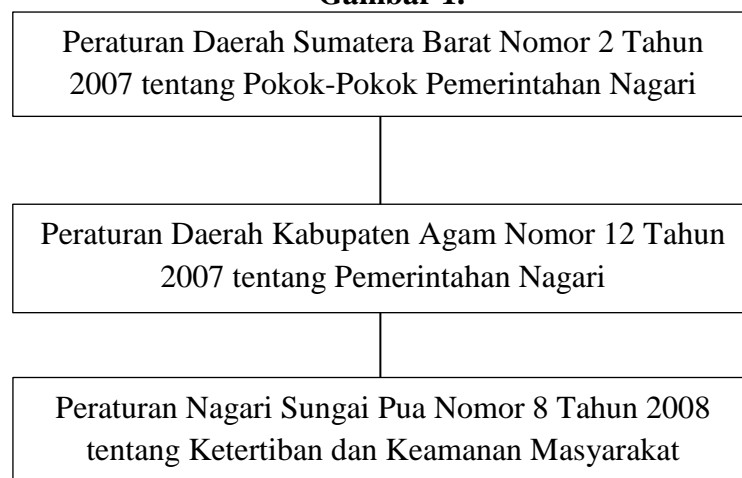 Gambar 1.
Peraturan Daerah Sumatera Barat Nomor 2 Tahun
2007 tentang Pokok-Pokok Pemerintahan Nagari
Peraturan Daerah Kabupaten Agam Nomor 12 Tahun
2007 tentang Pemerintahan Nagari
Peraturan Nagari Sungai Pua Nomor 8 Tahun 2008
tentang Ketertiban dan Keamanan Masyarakat